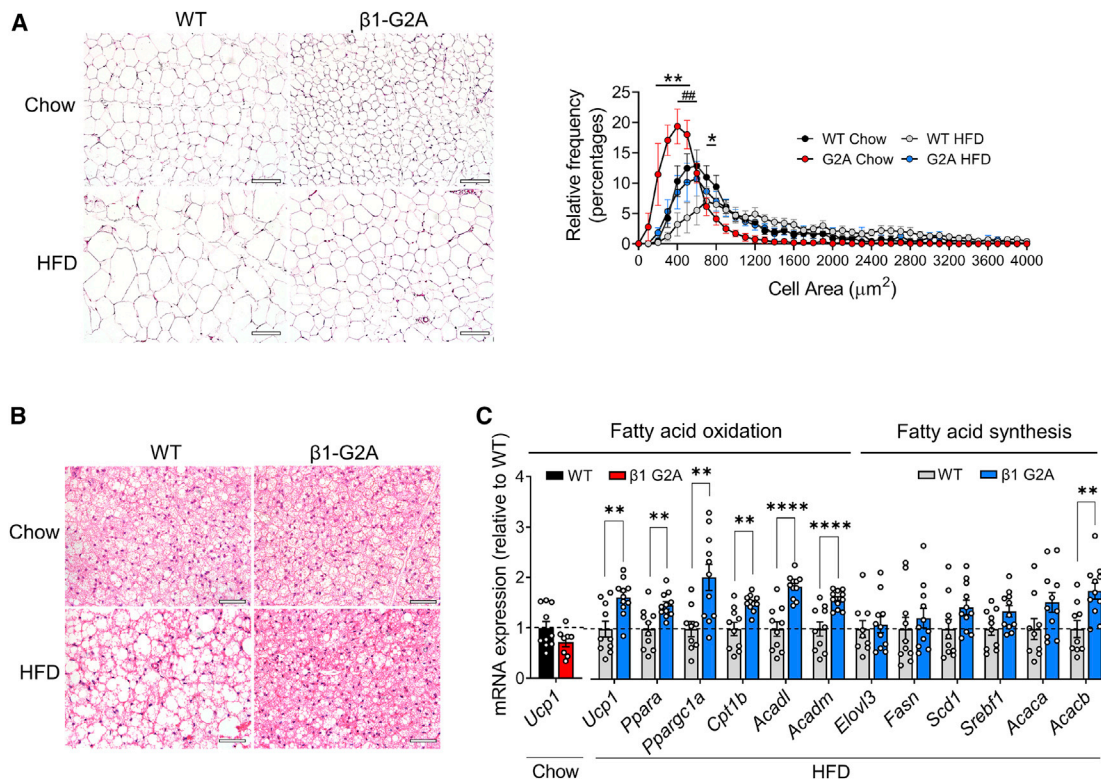 A
WT
β1-G2A
Chow
HFD
Relative frequency
(percentages)
25
20
15
10
5
0
**
##
*
WT Chow
WT HFD
G2A Chow
G2A HFD
0 400 800 1200 1600 2000 2400 2800 3200 3600 4000
Cell Area (μm²)
B
WT
β1-G2A
Chow
HFD
C
Fatty acid oxidation
Fatty acid synthesis
mRNA expression (relative to WT)
4
3
2
1
0
WT
β1 G2A
WT
β1 G2A
**
**
**
**
****
****
**
Ucp1
Ucp1
Ppara
Ppargc1a
Cpt1b
Acadl
Acadm
Elovl3
Fasn
Scd1
Srebf1
Acaca
Acacb
Chow
HFD